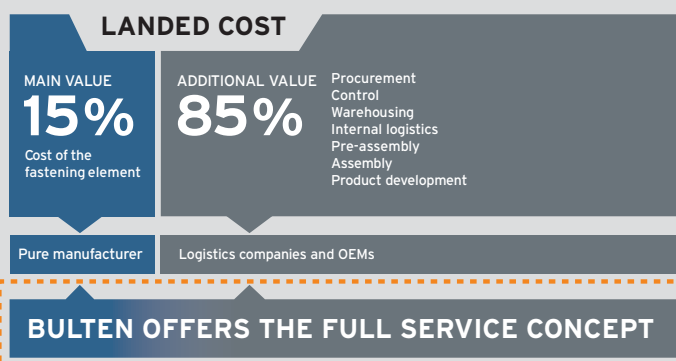 LANDED COST
MAIN VALUE
15%
Cost of the
fastening element
ADDITIONAL VALUE
85%
Procurement
Control
Warehousing
Internal logistics
Pre-assembly
Assembly
Product development
Pure manufacturer
Logistics companies and OEMs
BULTEN OFFERS THE FULL SERVICE CONCEPT